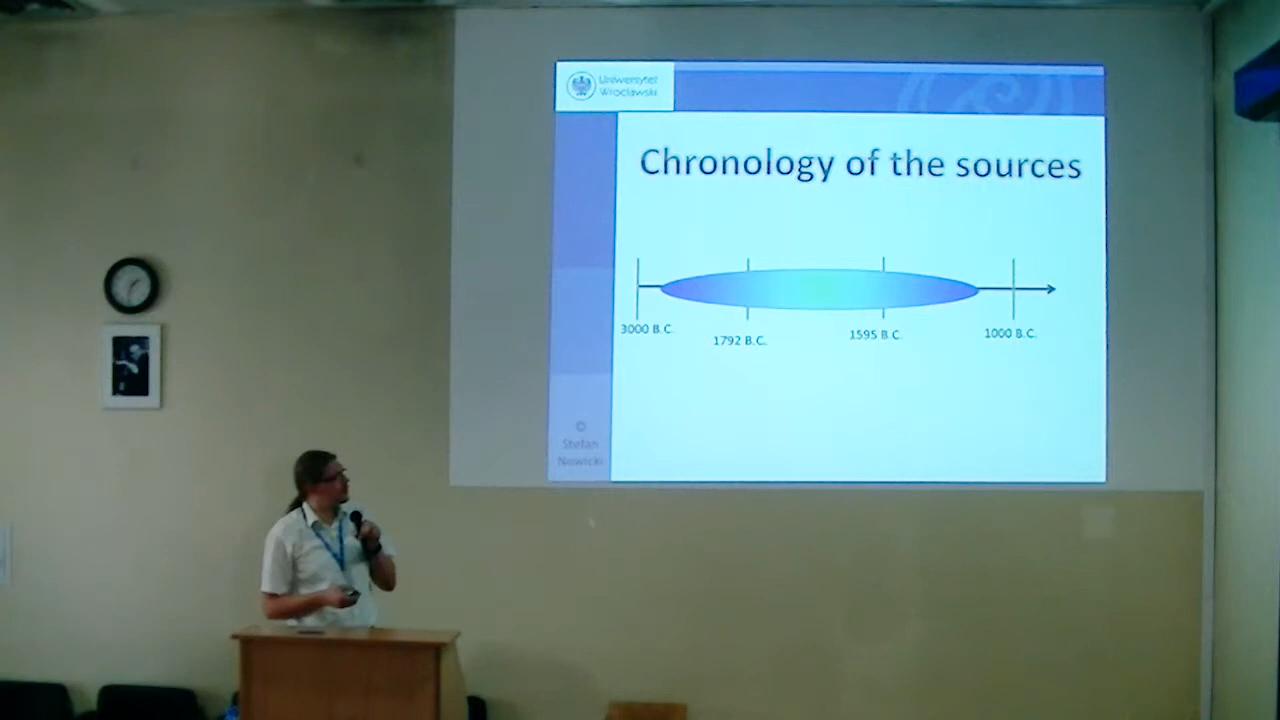 Uniwersytet
Wrocławski
Chronology of the sources
3000 B.C.
1792 B.C.
1595 B.C.
1000 B.C.
©
Stefan
Nowicki